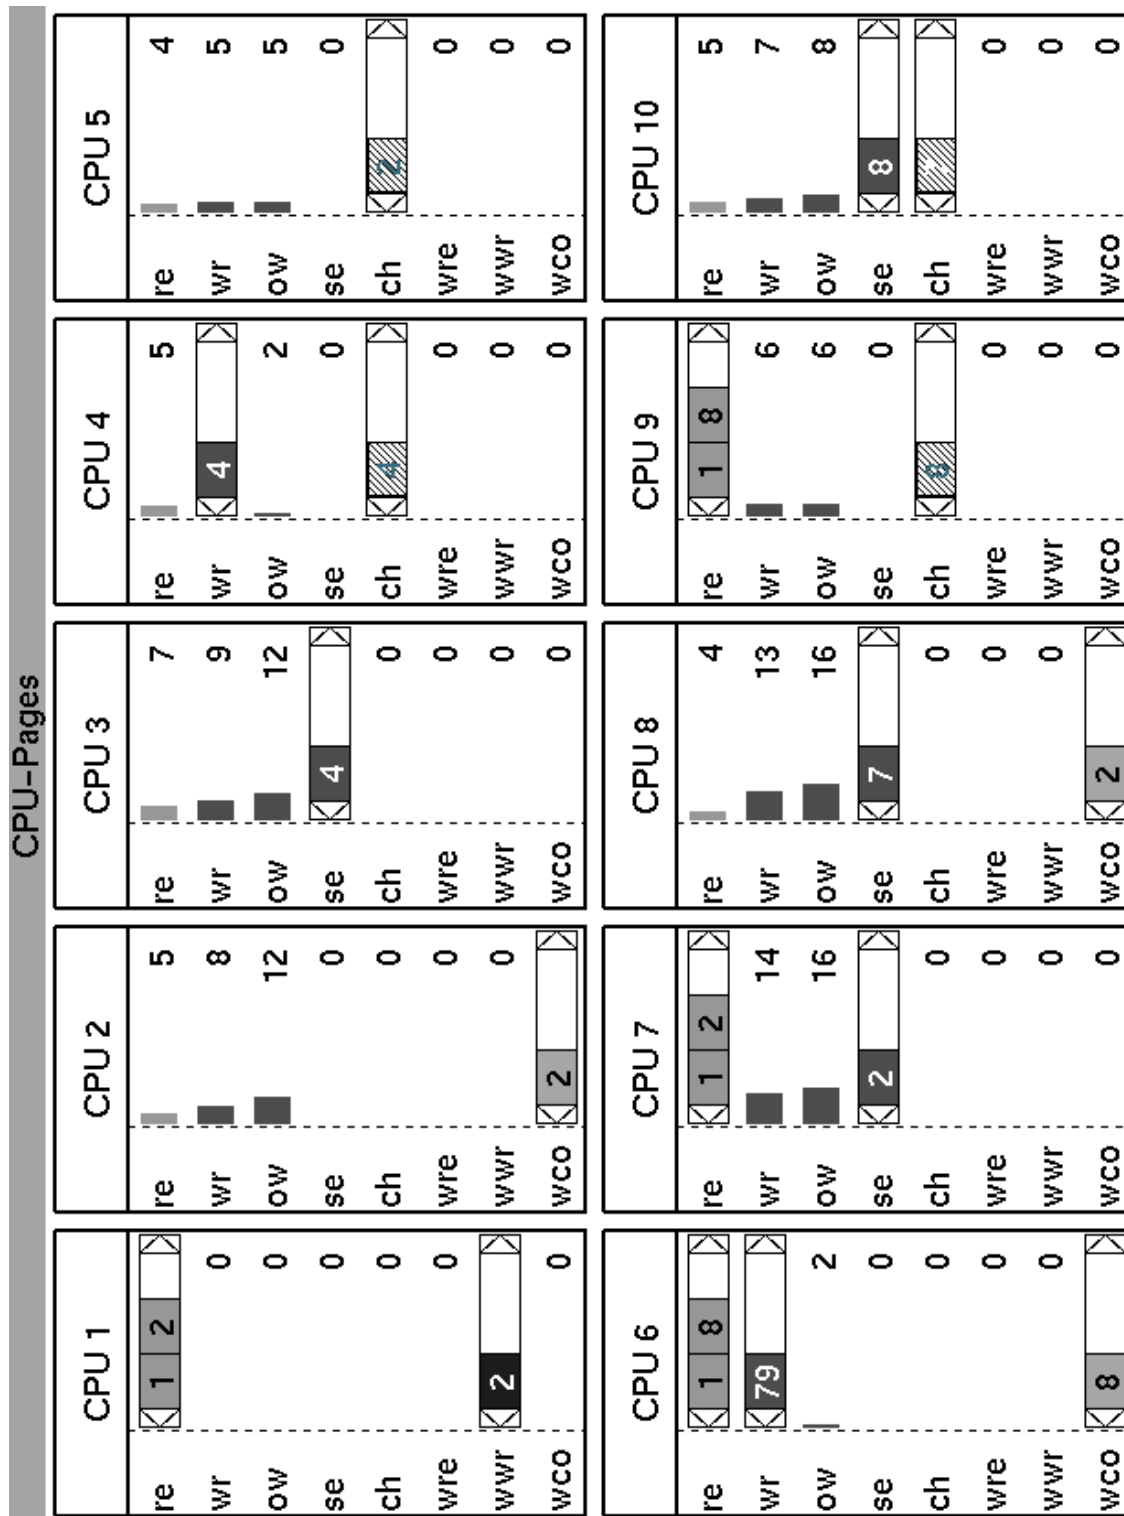 CPU-Pages
CPU 1
re 1 2
wr 0
ow 0
se 0
ch 0
wre 0
wwr 2
wco 0
CPU 2
re 5
wr 8
ow 12
se 0
ch 0
wre 0
wwr 0
wco 2
CPU 3
re 7
wr 9
ow 12
se 4
ch 0
wre 0
wwr 0
wco 0
CPU 4
re 5
wr 4
ow 2
se 0
ch 4
wre 0
wwr 0
wco 0
CPU 5
re 4
wr 5
ow 5
se 0
ch 2
wre 0
wwr 0
wco 0
CPU 6
re 1 8
wr 79
ow 2
se 0
ch 0
wre 0
wwr 0
wco 8
CPU 7
re 1 2
wr 14
ow 16
se 2
ch 0
wre 0
wwr 0
wco 0
CPU 8
re 4
wr 13
ow 16
se 7
ch 0
wre 0
wwr 0
wco 2
CPU 9
re 1 8
wr 6
ow 6
se 0
ch 8
wre 0
wwr 0
wco 0
CPU 10
re 5
wr 7
ow 8
se 8
ch
wre 0
wwr 0
wco 0